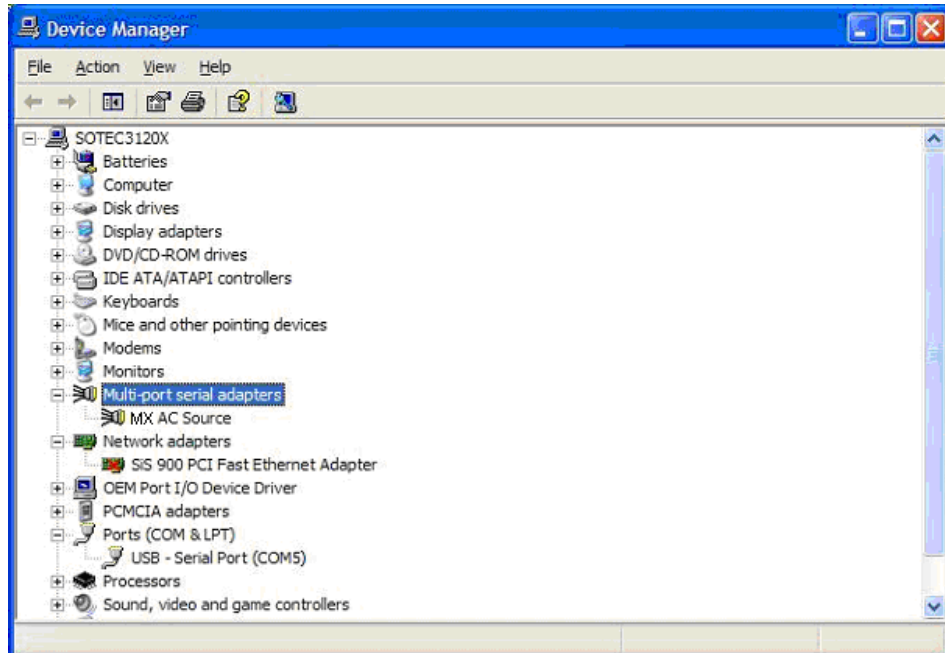 Device Manager
File Action View Help
SOTEC3120X
Batteries
Computer
Disk drives
Display adapters
DVD/CD-ROM drives
IDE ATA/ATAPI controllers
Keyboards
Mice and other pointing devices
Modems
Monitors
Multi-port serial adapters
MX AC Source
Network adapters
SiS 900 PCI Fast Ethernet Adapter
OEM Port I/O Device Driver
PCMCIA adapters
Ports (COM & LPT)
USB - Serial Port (COM5)
Processors
Sound, video and game controllers